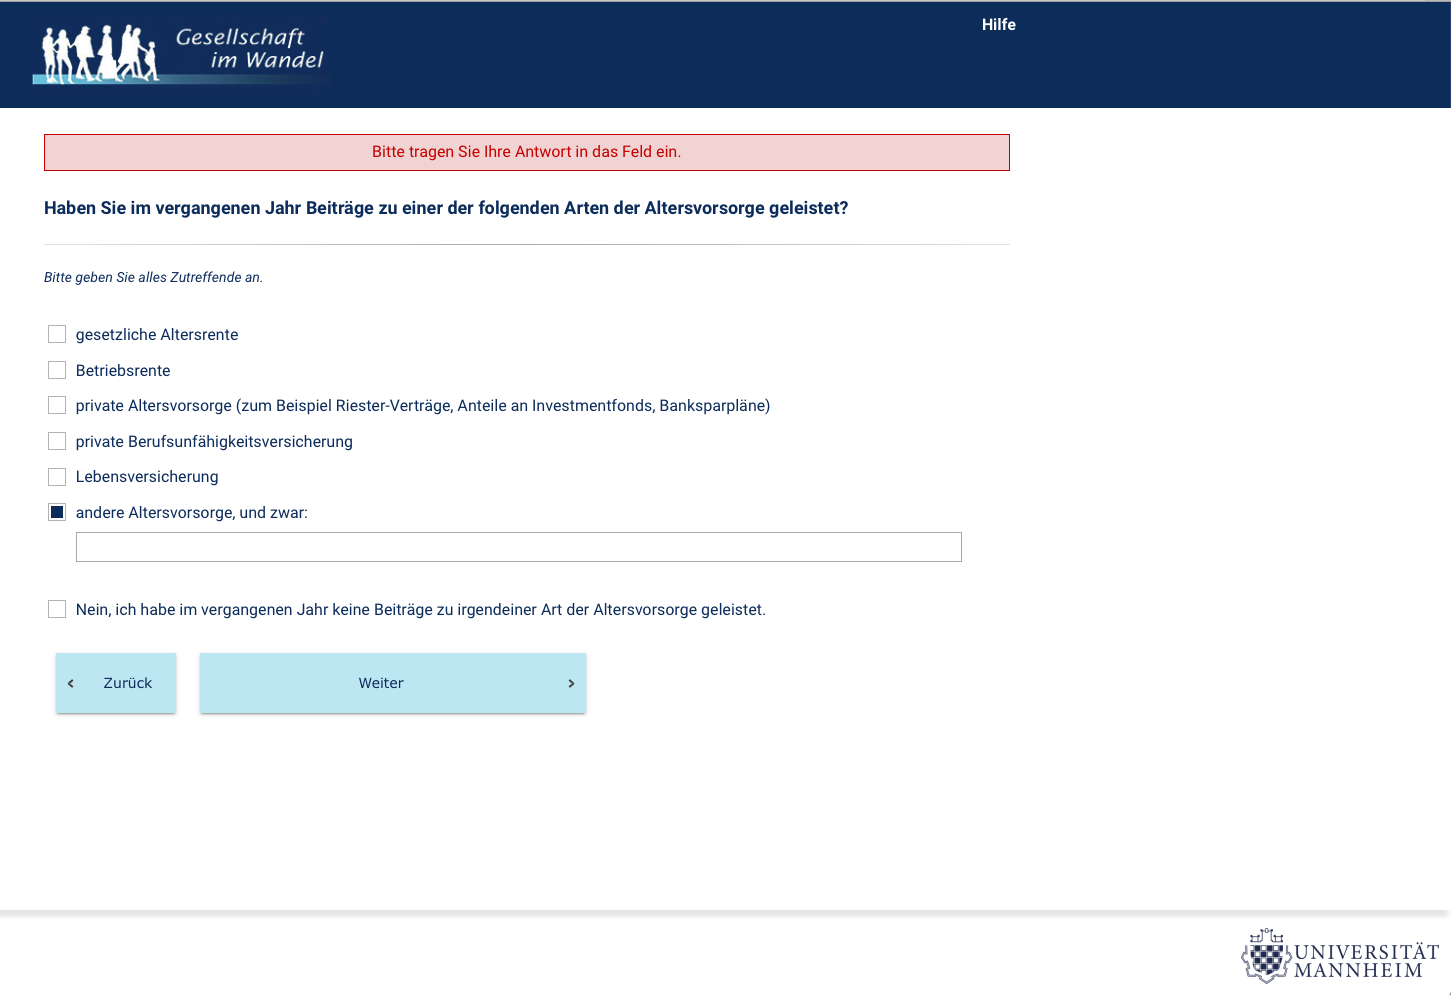 Gesellschaft
im Wandel
Hilfe
Bitte tragen Sie Ihre Antwort in das Feld ein.
Haben Sie im vergangenen Jahr Beiträge zu einer der folgenden Arten der Altersvorsorge geleistet?
Bitte geben Sie alles Zutreffende an.
gesetzliche Altersrente
Betriebsrente
private Altersvorsorge (zum Beispiel Riester-Verträge, Anteile an Investmentfonds, Banksparpläne)
private Berufsunfähigkeitsversicherung
Lebensversicherung
andere Altersvorsorge, und zwar:
Nein, ich habe im vergangenen Jahr keine Beiträge zu irgendeiner Art der Altersvorsorge geleistet.
Zurück
Weiter
UNIVERSITÄT
MANNHEIM